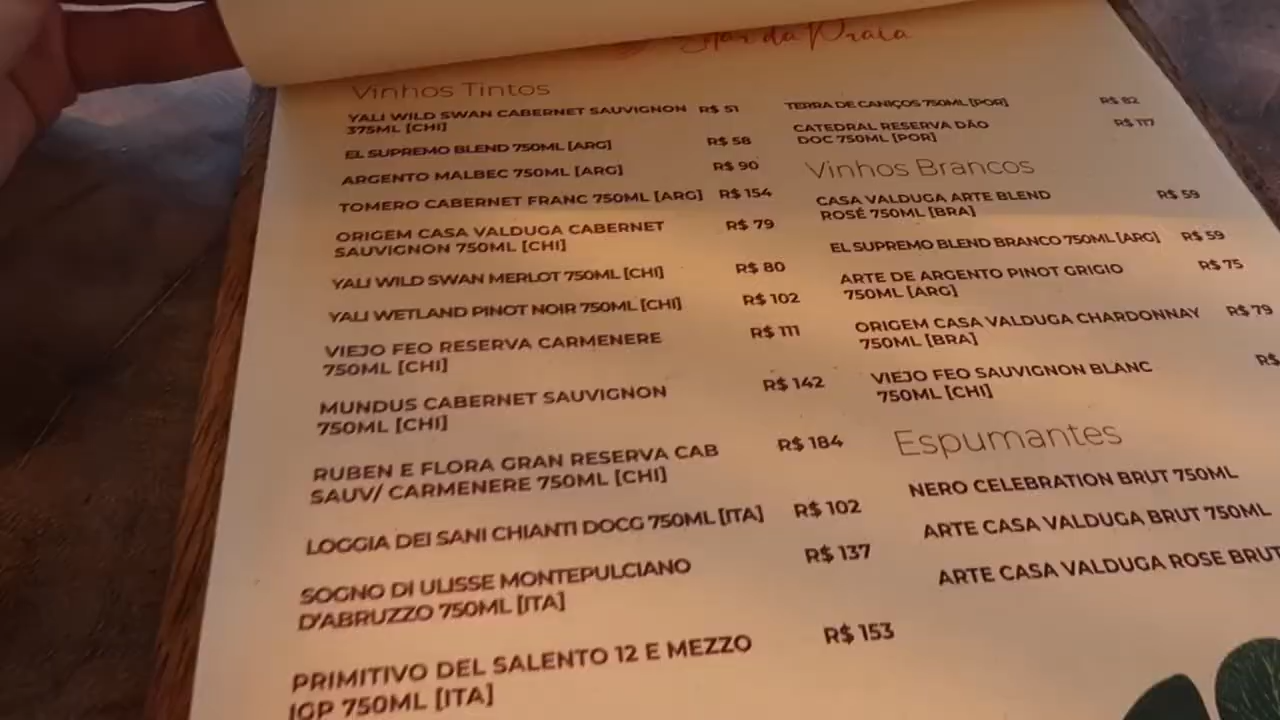 da Praia
Vinhos Tintos
YALI WILD SWAN CABERNET SAUVIGNON R$ 51
375ML [CHI]
EL SUPREMO BLEND 750ML [ARG] R$ 58
ARGENTO MALBEC 750ML [ARG] R$ 90
TOMERO CABERNET FRANC 750ML [ARG] R$ 154
ORIGEM CASA VALDUGA CABERNET R$ 79
SAUVIGNON 750ML [CHI]
YALI WILD SWAN MERLOT 750ML [CHI] R$ 80
YALI WETLAND PINOT NOIR 750ML [CHI] R$ 102
VIEJO FEO RESERVA CARMENERE R$ 111
750ML [CHI]
MUNDUS CABERNET SAUVIGNON R$ 142
750ML [CHI]
RUBEN E FLORA GRAN RESERVA CAB R$ 184
SAUV/ CARMENERE 750ML [CHI]
LOGGIA DEI SANI CHIANTI DOCG 750ML [ITA] R$ 102
SOGNO DI ULISSE MONTEPULCIANO R$ 137
D'ABRUZZO 750ML [ITA]
PRIMITIVO DEL SALENTO 12 E MEZZO R$ 153
IGP 750ML [ITA]
TERRA DE CANIÇOS 750ML [POR] R$ 82
CATEDRAL RESERVA DÃO R$ 117
DOC 750ML [POR]
Vinhos Brancos
CASA VALDUGA ARTE BLEND R$ 59
ROSÉ 750ML [BRA]
EL SUPREMO BLEND BRANCO 750ML [ARG] R$ 59
ARTE DE ARGENTO PINOT GRIGIO R$ 75
750ML [ARG]
ORIGEM CASA VALDUGA CHARDONNAY R$ 79
750ML [BRA]
VIEJO FEO SAUVIGNON BLANC R$
750ML [CHI]
Espumantes
NERO CELEBRATION BRUT 750ML
ARTE CASA VALDUGA BRUT 750ML
ARTE CASA VALDUGA ROSE BRUT